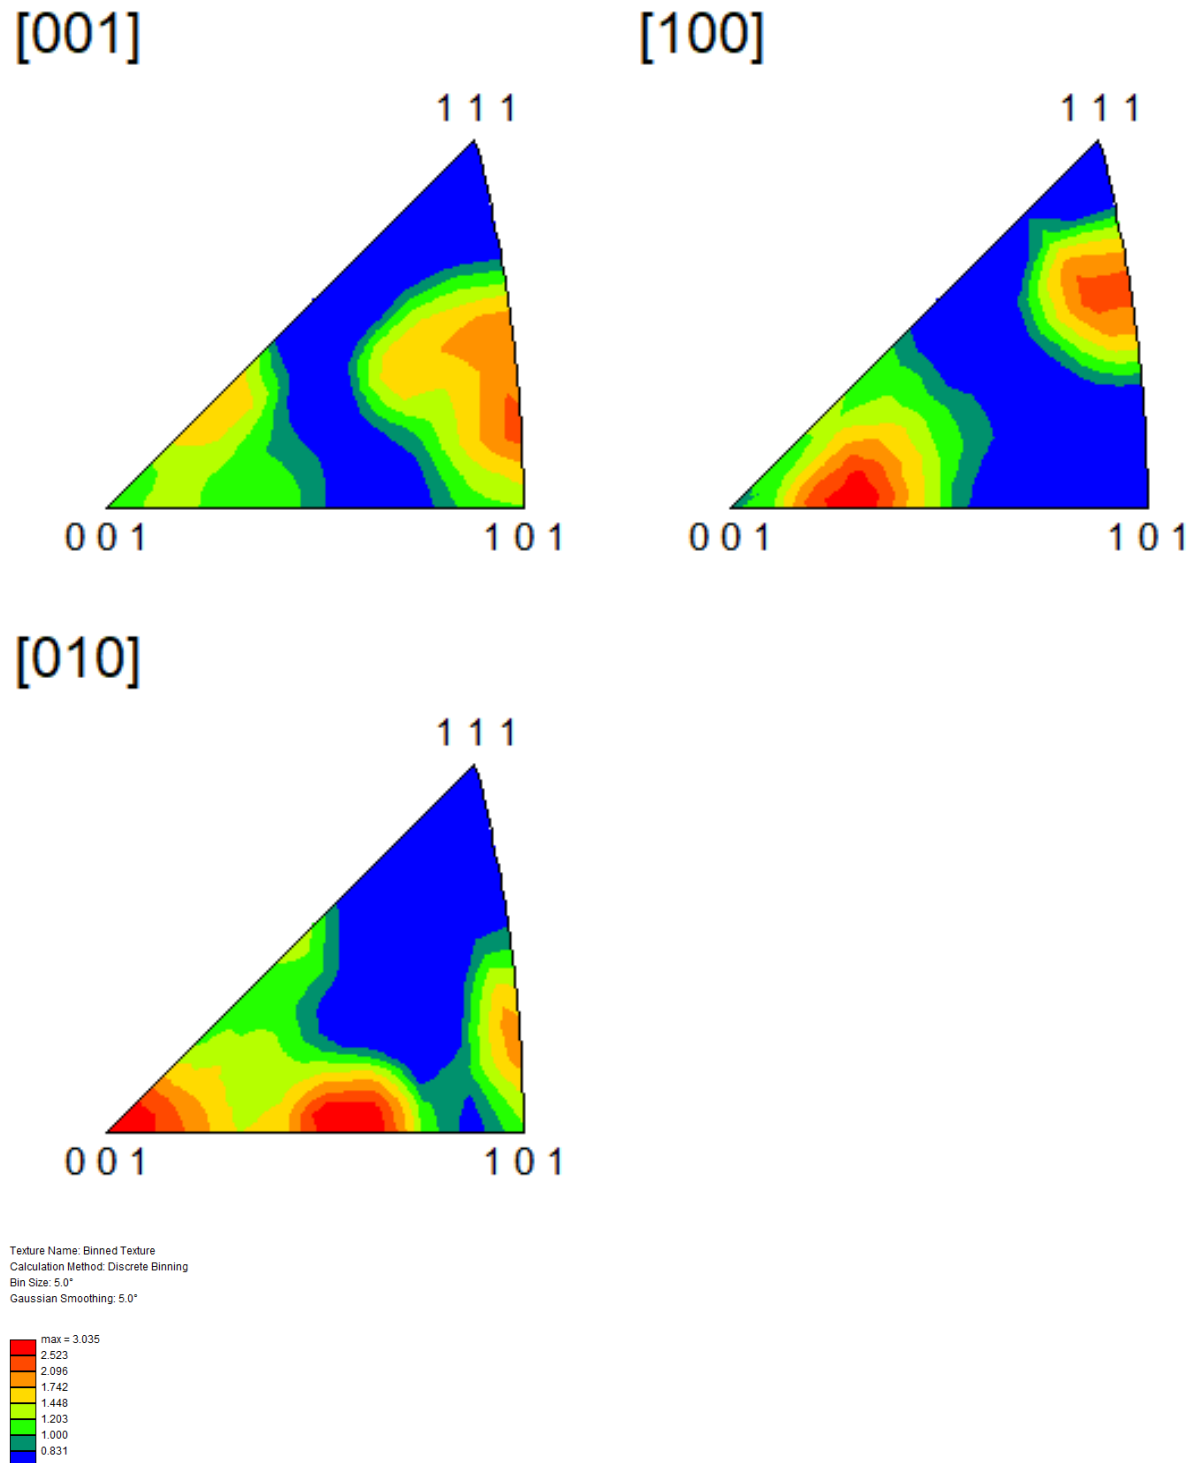 [001]
[100]
1 1 1
1 1 1
0 0 1
1 0 1
0 0 1
1 0 1
[010]
1 1 1
0 0 1
1 0 1
Texture Name: Binned Texture
Calculation Method: Discrete Binning
Bin Size: 5.0°
Gaussian Smoothing: 5.0°
max = 3.035
2.523
2.096
1.742
1.448
1.203
1.000
0.831